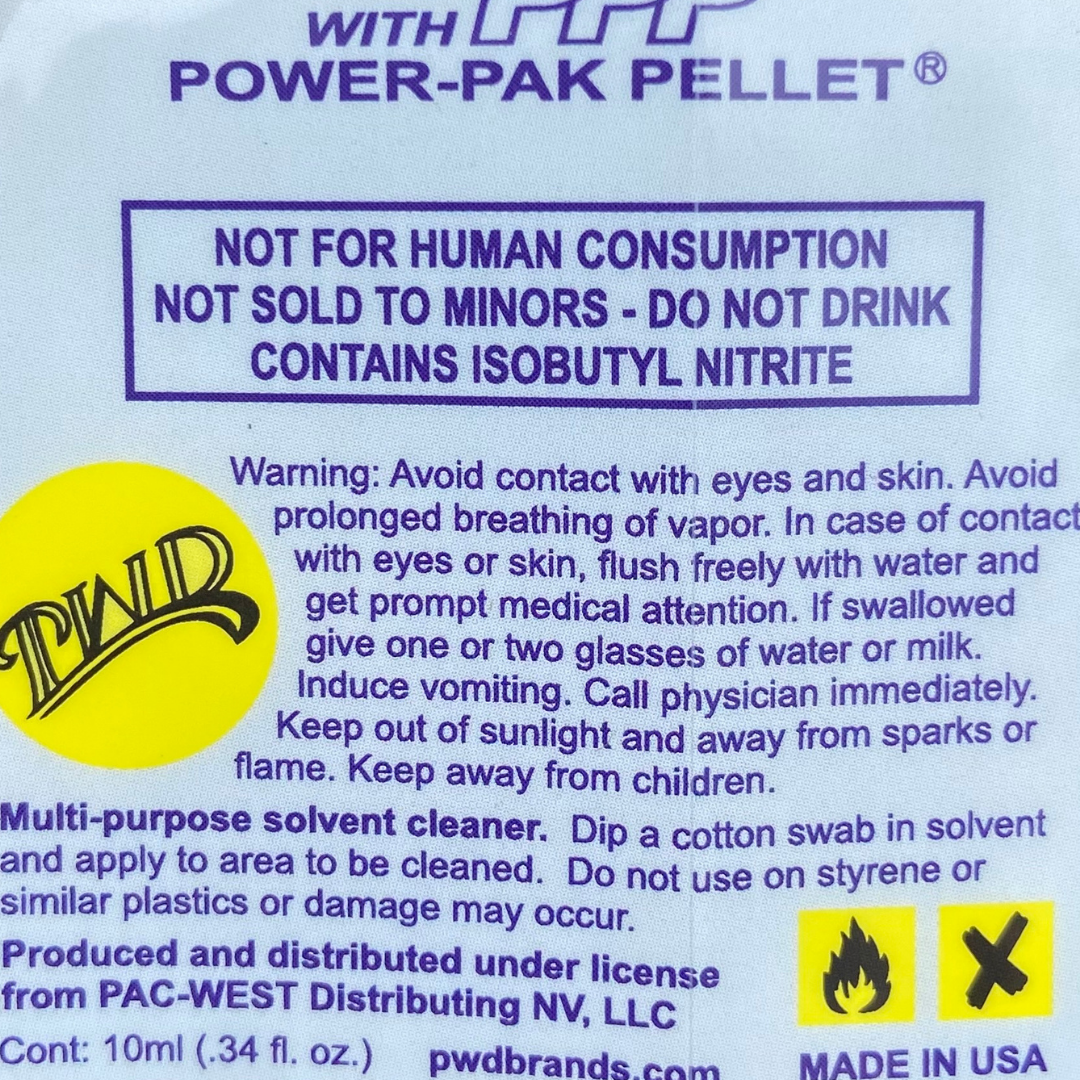 WITH PPP
POWER-PAK PELLET®
NOT FOR HUMAN CONSUMPTION
NOT SOLD TO MINORS - DO NOT DRINK
CONTAINS ISOBUTYL NITRITE
Warning: Avoid contact with eyes and skin. Avoid
prolonged breathing of vapor. In case of contact
with eyes or skin, flush freely with water and
get prompt medical attention. If swallowed
give one or two glasses of water or milk.
Induce vomiting. Call physician immediately.
Keep out of sunlight and away from sparks or
flame. Keep away from children.
PWD
Multi-purpose solvent cleaner. Dip a cotton swab in solvent
and apply to area to be cleaned. Do not use on styrene or
similar plastics or damage may occur.
Produced and distributed under license
from PAC-WEST Distributing NV, LLC
Cont: 10ml (.34 fl. oz.) pwdbrands.com
MADE IN USA